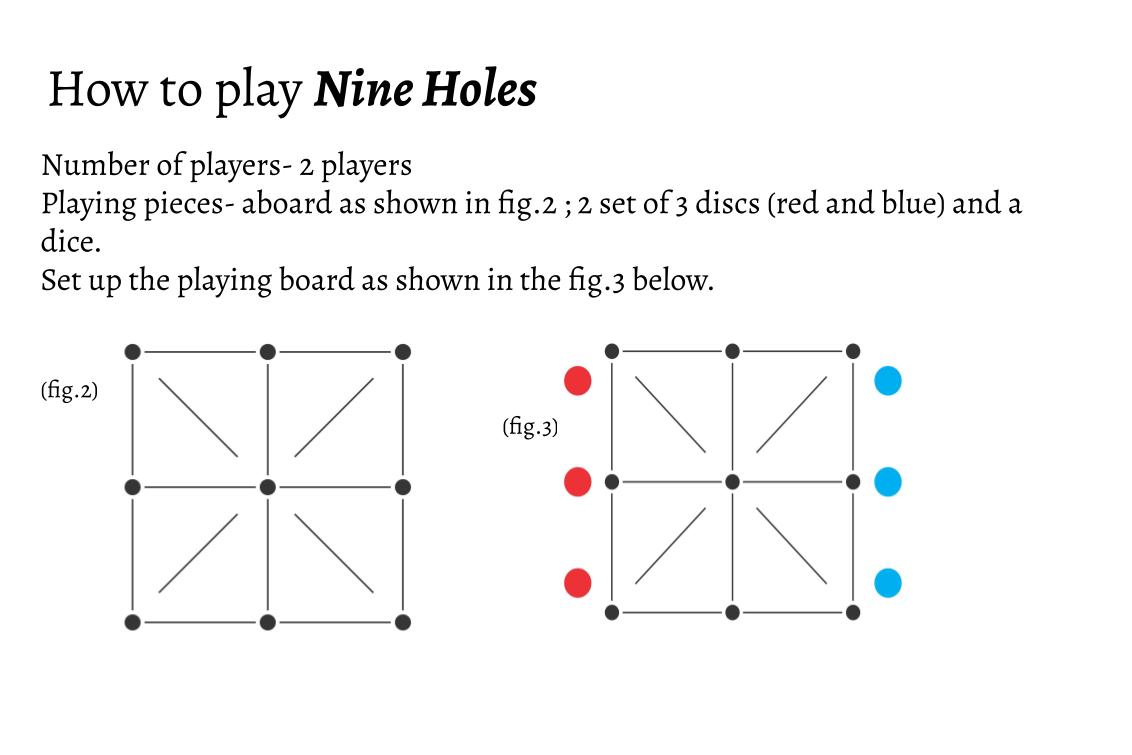 How to play Nine Holes
Number of players- 2 players
Playing pieces- aboard as shown in fig.2 ; 2 set of 3 discs (red and blue) and a
dice.
Set up the playing board as shown in the fig.3 below.
(fig.2)
(fig.3)